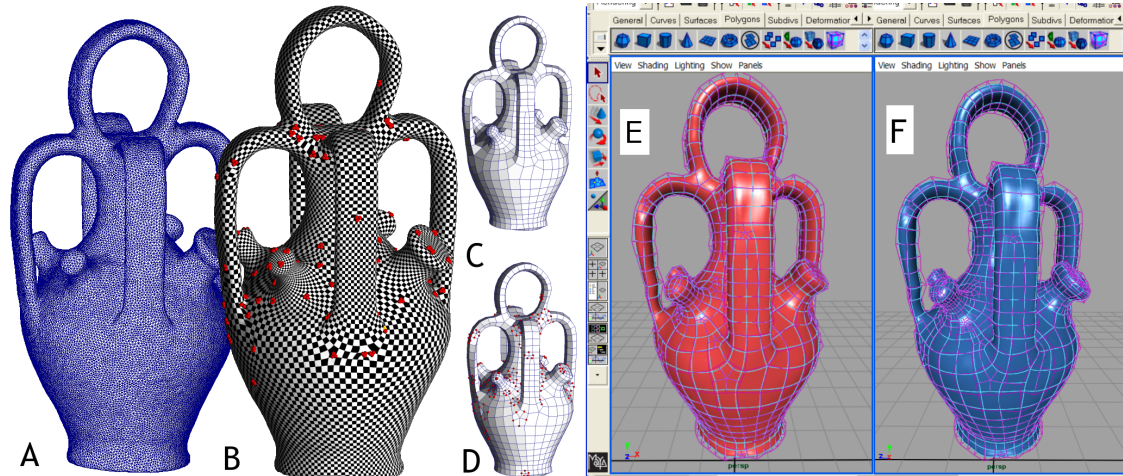 General Curves Surfaces Polygons Subdivs Deformation
General Curves Surfaces Polygons Subdivs Deformation
View Shading Lighting Show Panels
View Shading Lighting Show Panels
E
F
C
A
B
D
persp
persp